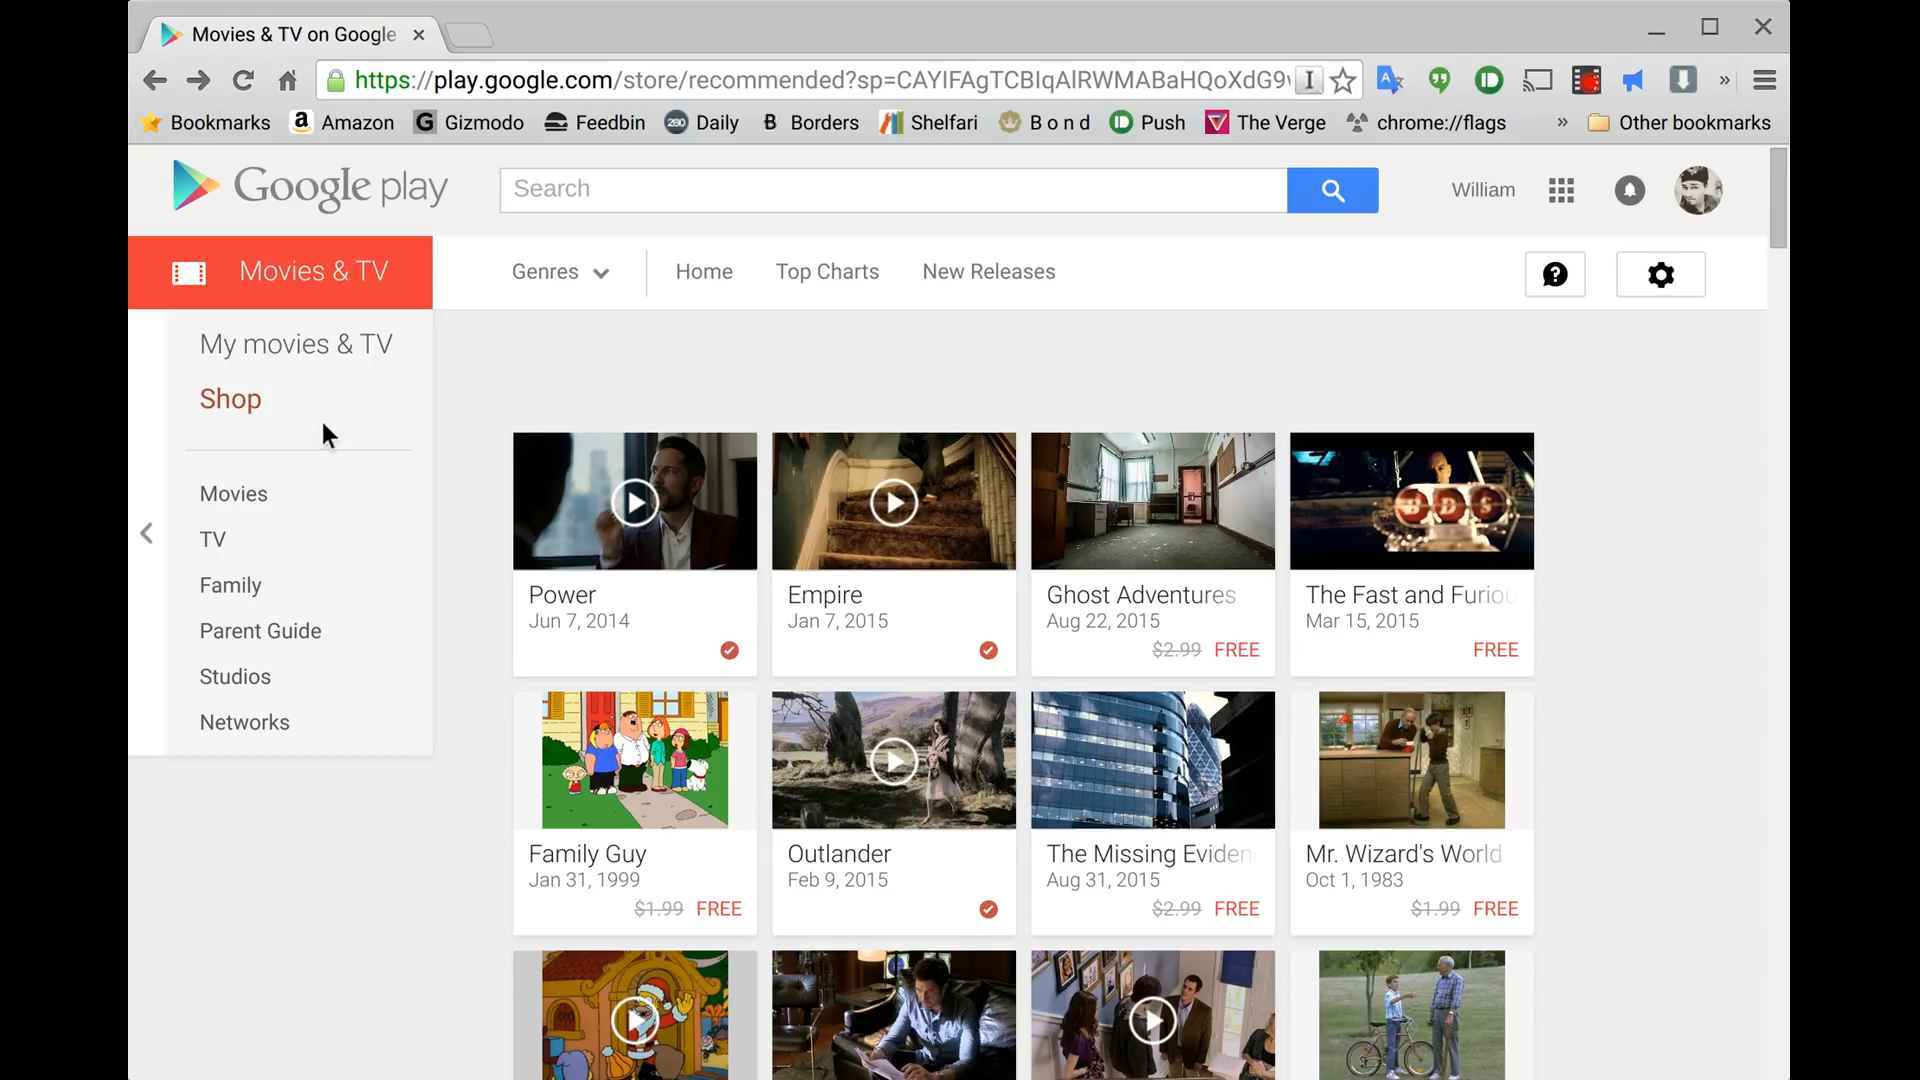 Movies & TV on Google
https://play.google.com/store/recommended?sp=CAYIFAgTCBIqAlRWMABaHQoXdG9
Bookmarks Amazon Gizmodo Feedbin Daily Borders Shelfari B o n d Push The Verge chrome://flags » Other bookmarks
Google play Search William
Movies & TV Genres Home Top Charts New Releases
My movies & TV
Shop
Movies
TV
Family
Parent Guide
Studios
Networks
Power Empire Ghost Adventures The Fast and Furiou
Jun 7, 2014 Jan 7, 2015 Aug 22, 2015 Mar 15, 2015
$2.99 FREE FREE
Family Guy Outlander The Missing Eviden Mr. Wizard's World
Jan 31, 1999 Feb 9, 2015 Aug 31, 2015 Oct 1, 1983
$1.99 FREE $2.99 FREE $1.99 FREE